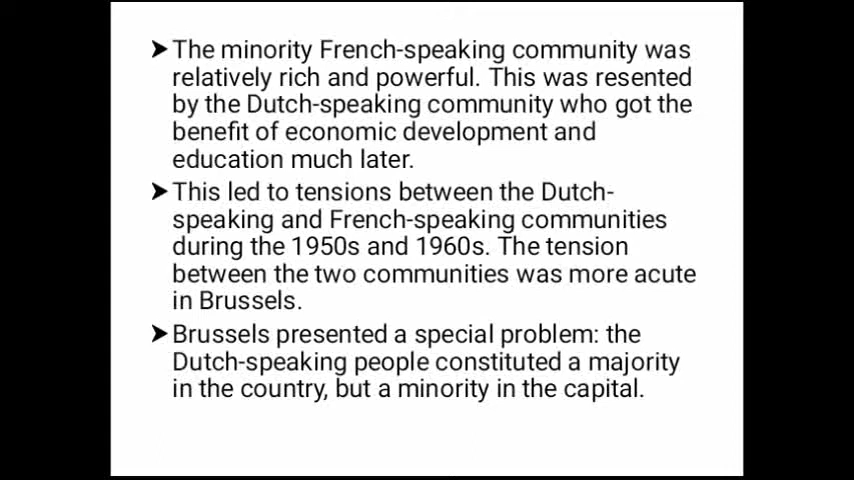 ➤The minority French-speaking community was
relatively rich and powerful. This was resented
by the Dutch-speaking community who got the
benefit of economic development and
education much later.
➤This led to tensions between the Dutch-
speaking and French-speaking communities
during the 1950s and 1960s. The tension
between the two communities was more acute
in Brussels.
➤Brussels presented a special problem: the
Dutch-speaking people constituted a majority
in the country, but a minority in the capital.